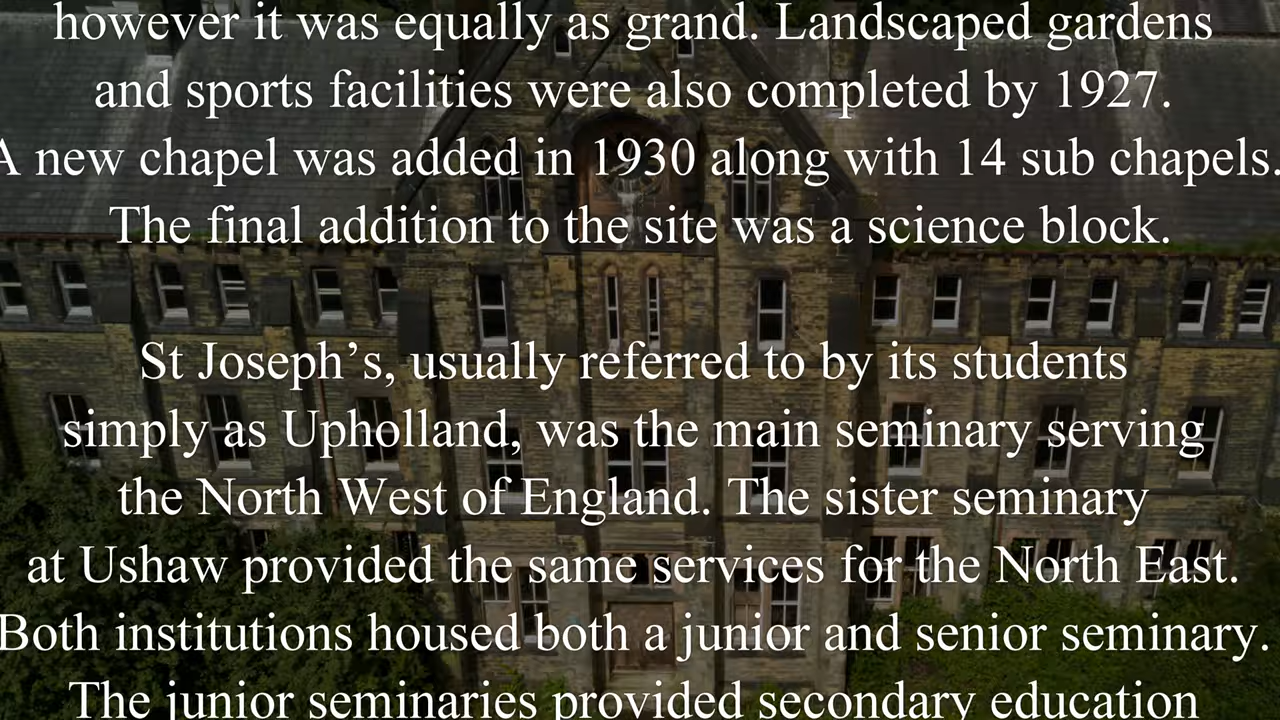 however it was equally as grand. Landscaped gardens
and sports facilities were also completed by 1927.
A new chapel was added in 1930 along with 14 sub chapels.
The final addition to the site was a science block.
St Joseph’s, usually referred to by its students
simply as Upholland, was the main seminary serving
the North West of England. The sister seminary
at Ushaw provided the same services for the North East.
Both institutions housed both a junior and senior seminary.
The junior seminaries provided secondary education